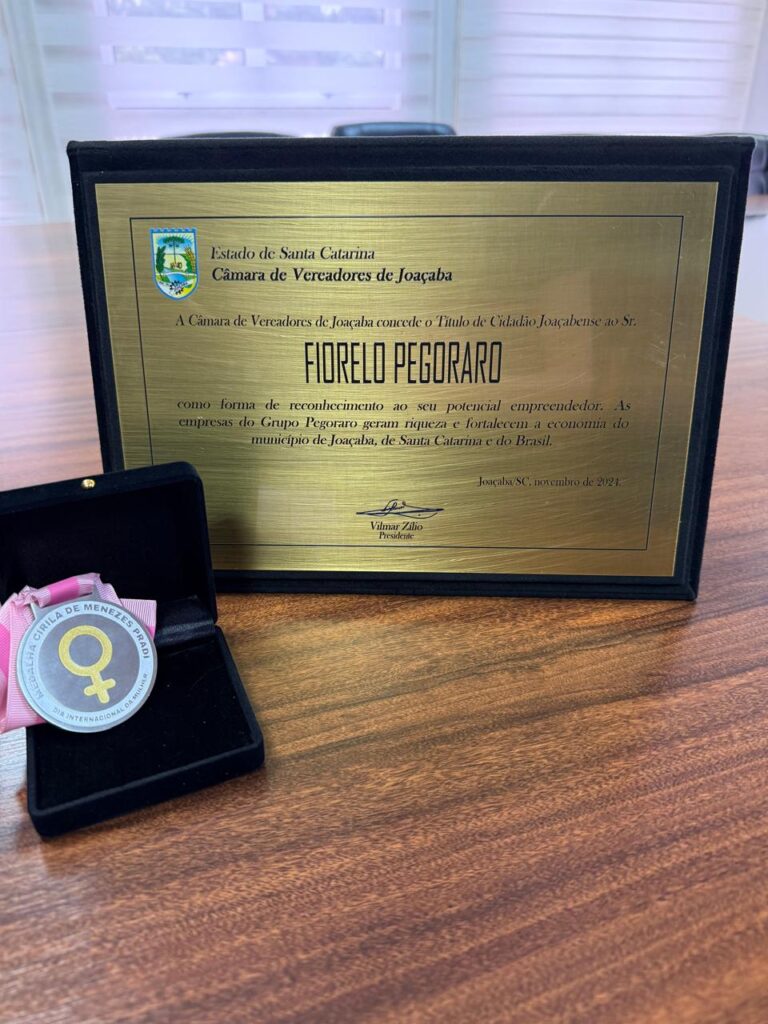 Estado de Santa Catarina
Câmara de Vereadores de Joaçaba
A Câmara de Vereadores de Joaçaba concede o Título de Cidadão Joaçabense ao Sr.
FIORELO PEGORARO
como forma de reconhecimento ao seu potencial empreendedor. As
empresas do Grupo Pegoraro geram riqueza e fortalecem a economia do
município de Joaçaba, de Santa Catarina e do Brasil.
Joaçaba/SC, novembro de 2024.
Vilmar Zílio
Presidente
MEDALHA CIRILA DE MENEZES PRADI
DIA INTERNACIONAL DA MULHER